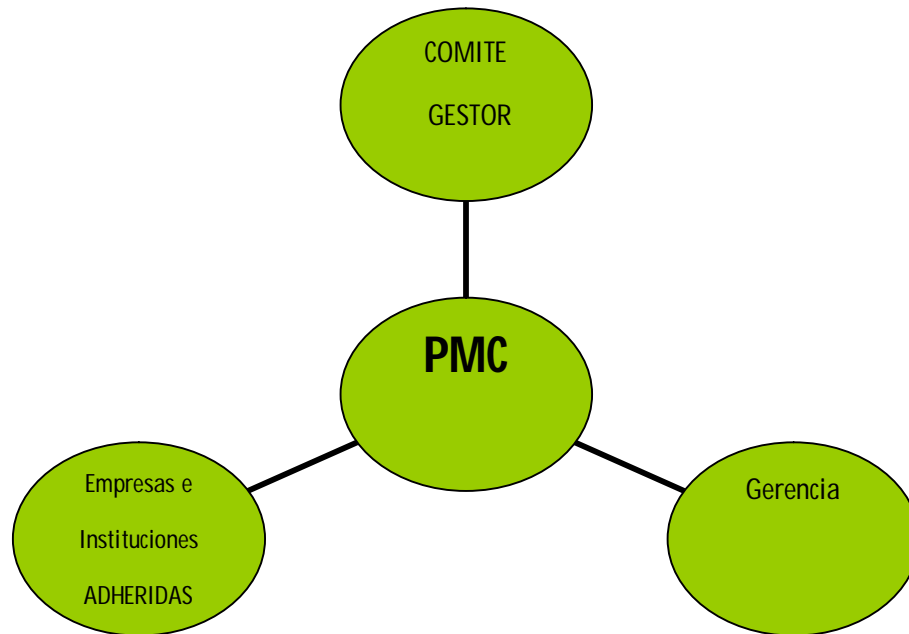 COMITE
GESTOR
PMC
Empresas e
Instituciones
ADHERIDAS
Gerencia